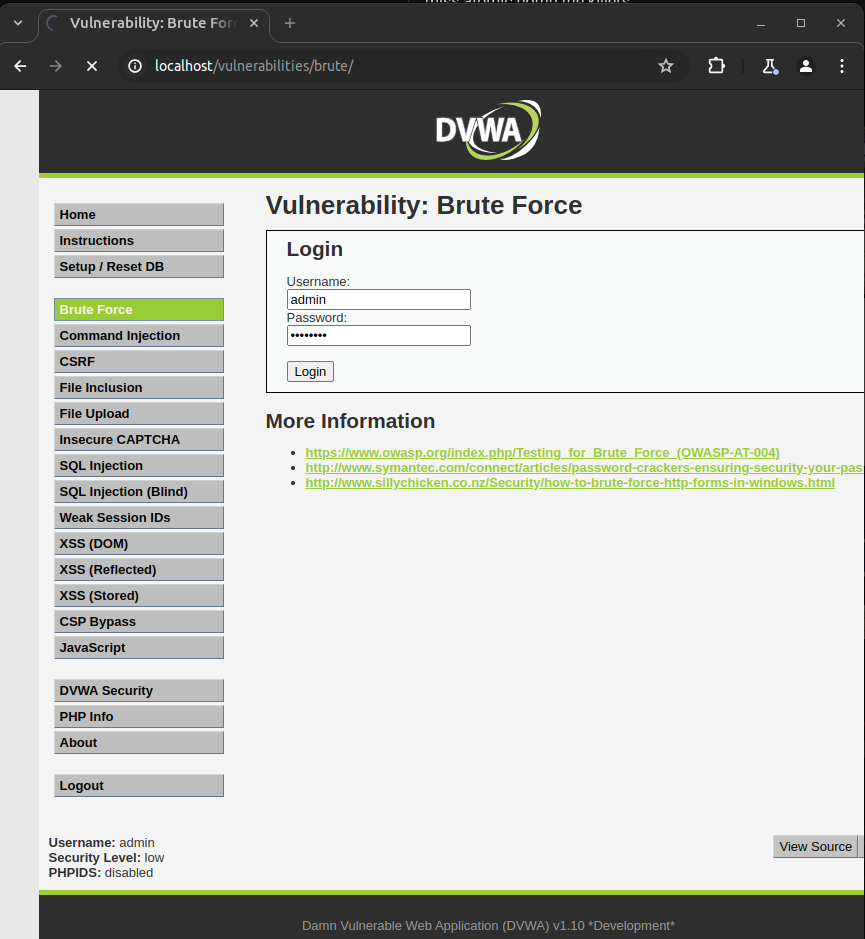 Vulnerability: Brute For
localhost/vulnerabilities/brute/
DVWA
Home
Instructions
Setup / Reset DB
Brute Force
Command Injection
CSRF
File Inclusion
File Upload
Insecure CAPTCHA
SQL Injection
SQL Injection (Blind)
Weak Session IDs
XSS (DOM)
XSS (Reflected)
XSS (Stored)
CSP Bypass
JavaScript
DVWA Security
PHP Info
About
Logout
Vulnerability: Brute Force
Login
Username:
admin
Password:
••••••••
Login
More Information
https://www.owasp.org/index.php/Testing_for_Brute_Force_(OWASP-AT-004)
http://www.symantec.com/connect/articles/password-crackers-ensuring-security-your-pas
http://www.sillychicken.co.nz/Security/how-to-brute-force-http-forms-in-windows.html
Username: admin
Security Level: low
PHPIDS: disabled
View Source
Damn Vulnerable Web Application (DVWA) v1.10 *Development*